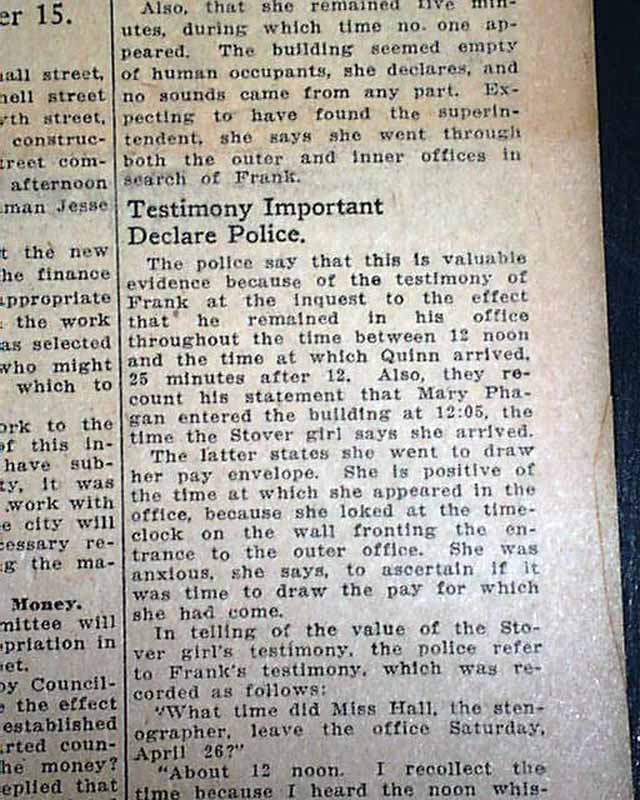 er 15.
hall street,
hell street
yth street,
construc-
treet com-
afternoon
man Jesse
t the new
he finance
appropriate
the work
as selected
who might
which to
ork to the
of this in-
have sub-
ty, it was
work with
e city will
cessary re-
g the ma-
Money.
mittee will
priation in
eet.
by Council-
e the effect
established
rted coun-
he money?
eplied that
Also, that she remained five min-
utes, during which time no one ap-
peared. The building seemed empty
of human occupants, she declares, and
no sounds came from any part. Ex-
pecting to have found the superin-
tendent, she says she went through
both the outer and inner offices in
search of Frank.
Testimony Important
Declare Police.
The police say that this is valuable
evidence because of the testimony of
Frank at the inquest to the effect
that he remained in his office
throughout the time between 12 noon
and the time at which Quinn arrived,
25 minutes after 12. Also, they re-
count his statement that Mary Pha-
gan entered the building at 12:05, the
time the Stover girl says she arrived.
The latter states she went to draw
her pay envelope. She is positive of
the time at which she appeared in the
office, because she loked at the time-
clock on the wall fronting the en-
trance to the outer office. She was
anxious, she says, to ascertain if it
was time to draw the pay for which
she had come.
In telling of the value of the Sto-
ver girl's testimony, the police refer
to Frank's testimony, which was re-
corded as follows:
"What time did Miss Hall, the sten-
ographer, leave the office Saturday,
April 26?"
"About 12 noon. I recollect the
time because I heard the noon whis-